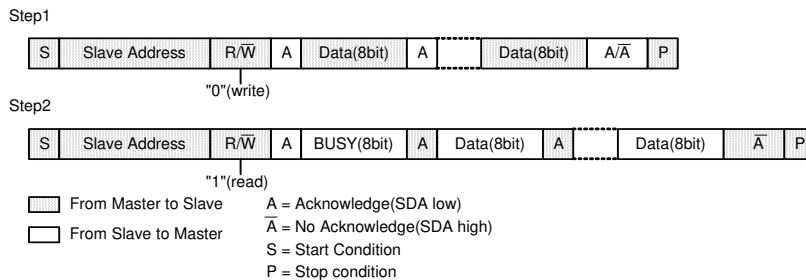 Step1
S Slave Address R/W̅ A Data(8bit) A Data(8bit) A/A̅ P
"0"(write)
Step2
S Slave Address R/W̅ A BUSY(8bit) A Data(8bit) A Data(8bit) A̅ P
"1"(read)
From Master to Slave
From Slave to Master
A = Acknowledge(SDA low)
A̅ = No Acknowledge(SDA high)
S = Start Condition
P = Stop condition